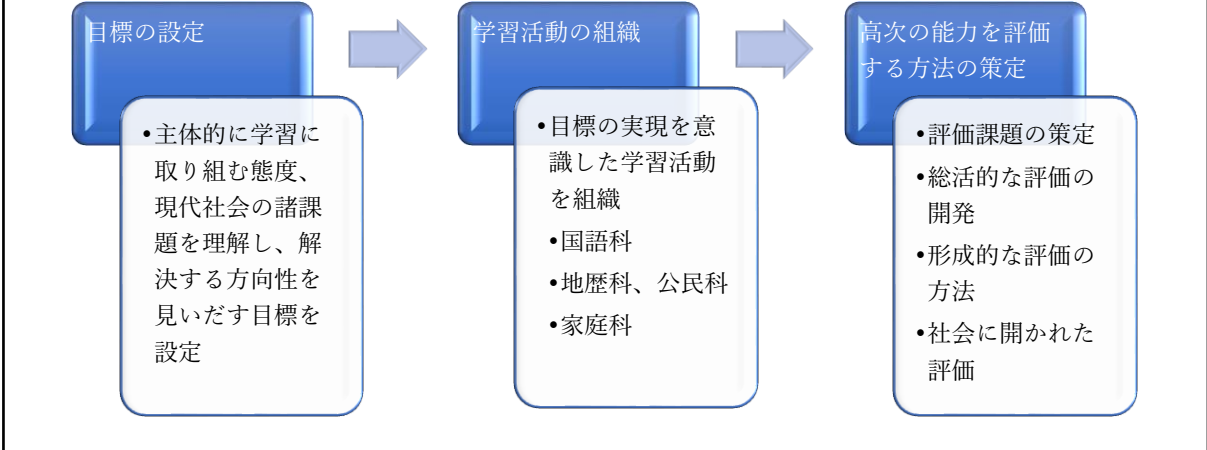 目標の設定
•主体的に学習に
取り組む態度、
現代社会の諸課
題を理解し、解
決する方向性を
見いだす目標を
設定
学習活動の組織
•目標の実現を意
識した学習活動
を組織
•国語科
•地歴科、公民科
•家庭科
高次の能力を評価
する方法の策定
•評価課題の策定
•総活的な評価の
開発
•形成的な評価の
方法
•社会に開かれた
評価